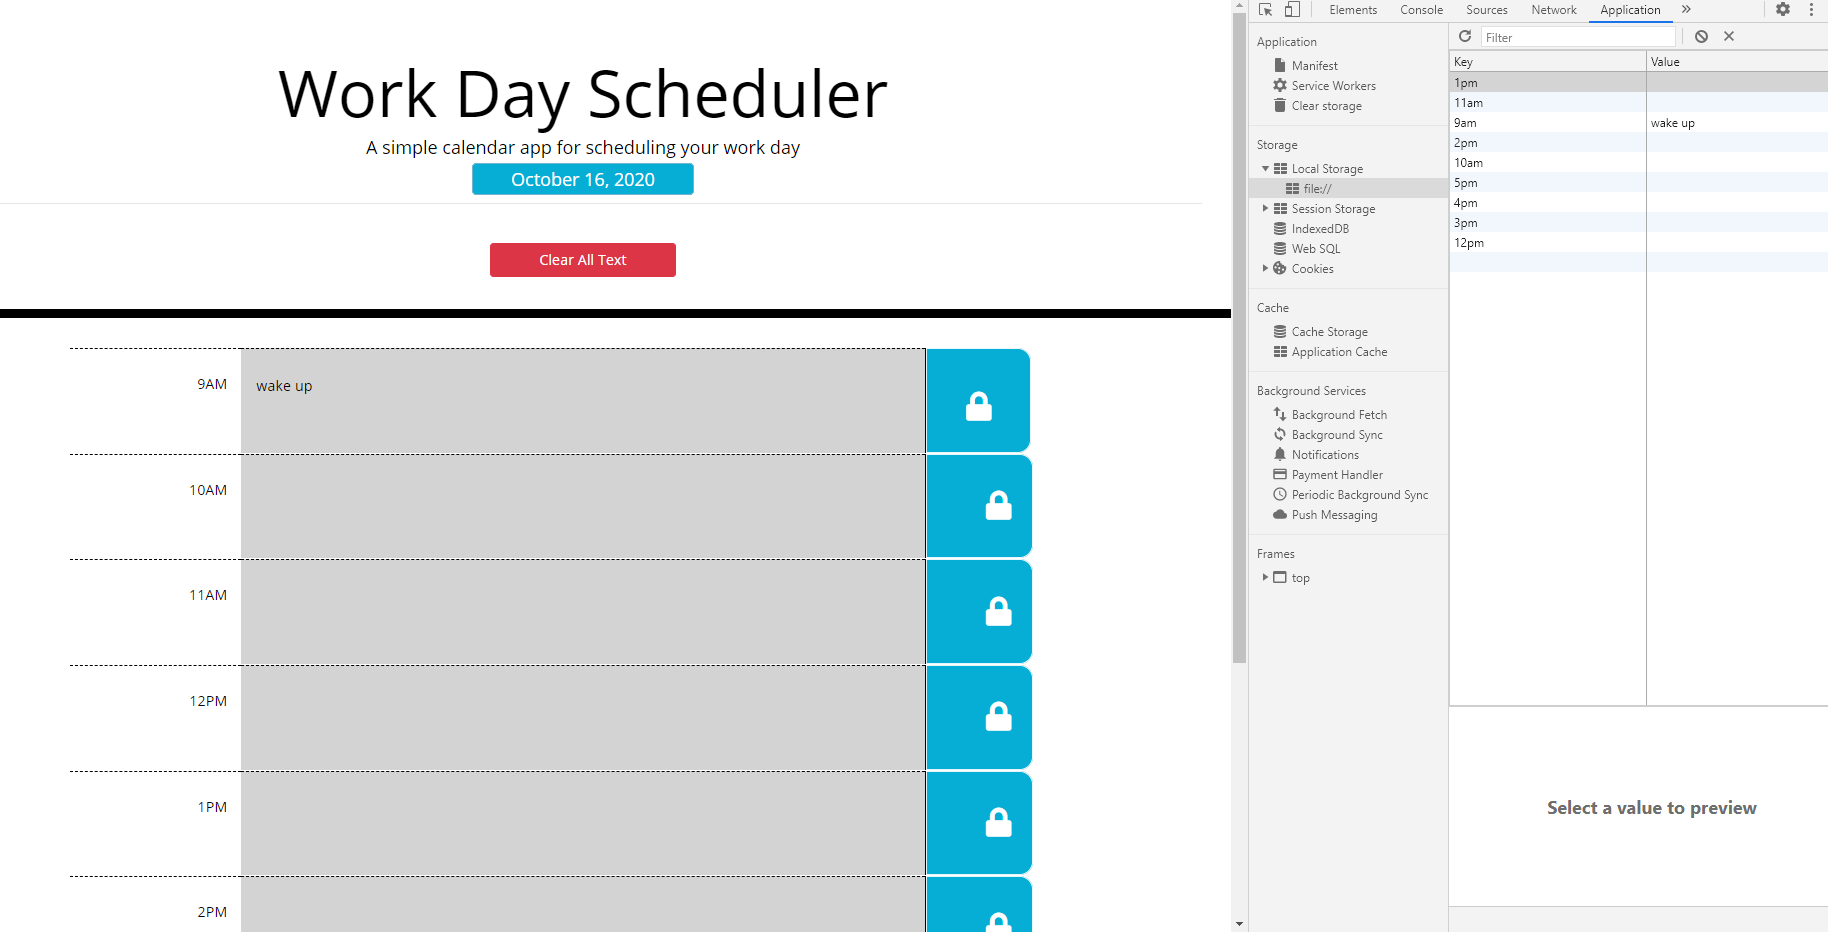 Work Day Scheduler
A simple calendar app for scheduling your work day
October 16, 2020
Clear All Text
9AM
wake up
10AM
11AM
12PM
1PM
2PM
Elements Console Sources Network Application
Application
Manifest
Service Workers
Clear storage
Storage
Local Storage
file://
Session Storage
IndexedDB
Web SQL
Cookies
Cache
Cache Storage
Application Cache
Background Services
Background Fetch
Background Sync
Notifications
Payment Handler
Periodic Background Sync
Push Messaging
Frames
top
Filter
Key Value
1pm
11am
9am wake up
2pm
10am
5pm
4pm
3pm
12pm
Select a value to preview